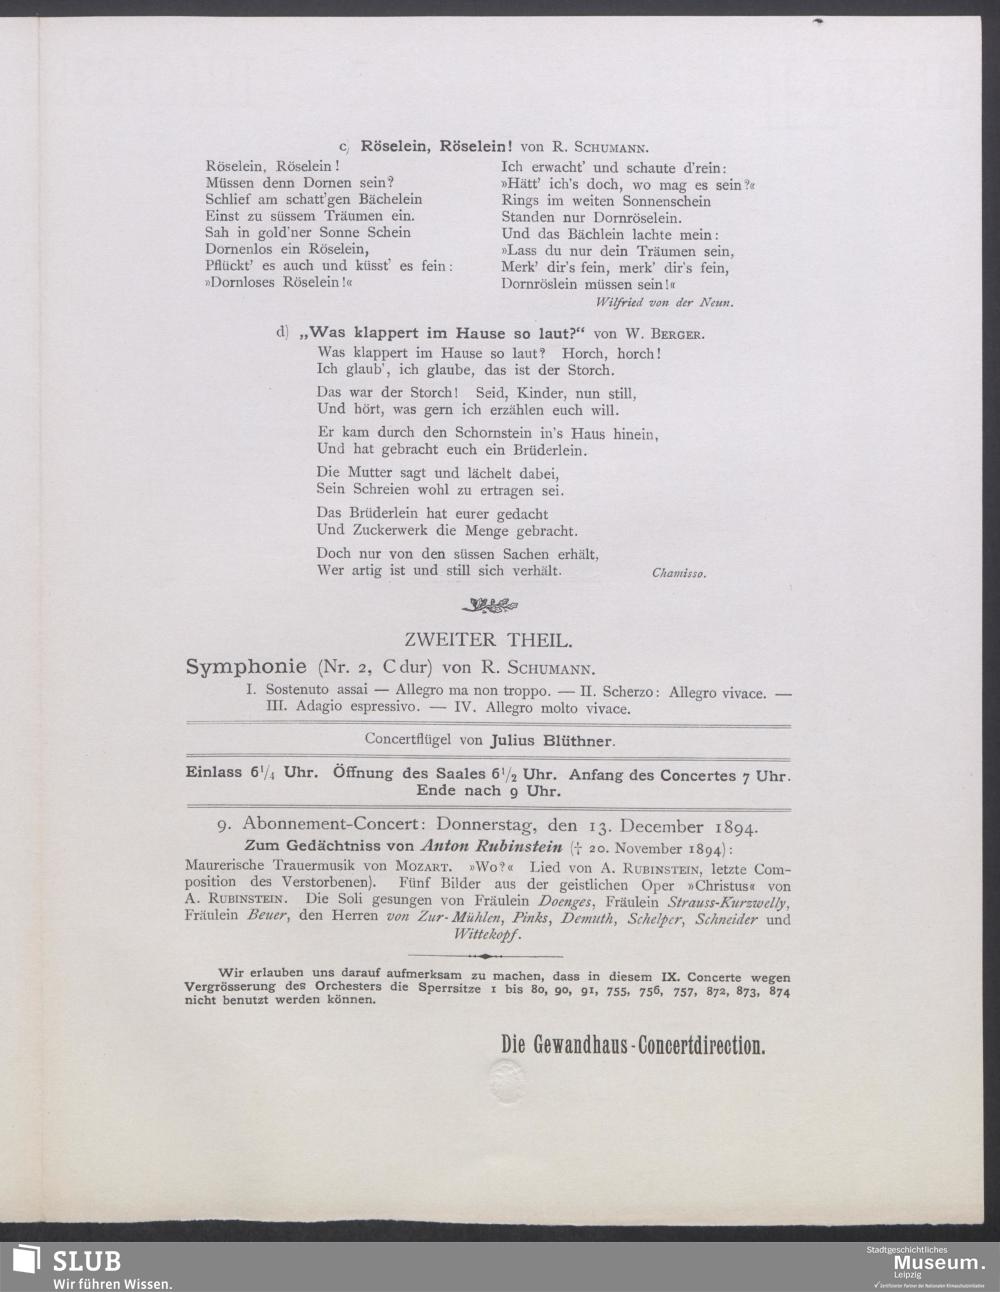 c) Röselein, Röselein! von R. Schumann.
Röselein, Röselein!
Müssen denn Dornen sein?
Schlief am schatt'gen Bächelein
Einst zu süssem Träumen ein.
Sah in gold'ner Sonne Schein
Dornenlos ein Röselein,
Pflückt' es auch und küsst' es fein:
»Dornloses Röselein!«
Ich erwacht' und schaute d'rein:
»Hätt' ich's doch, wo mag es sein?«
Rings im weiten Sonnenschein
Standen nur Dornröselein.
Und das Bächlein lachte mein:
»Lass du nur dein Träumen sein,
Merk' dir's fein, merk' dir's fein,
Dornröslein müssen sein!«
Wilfried von der Neun.
d) „Was klappert im Hause so laut?“ von W. Berger.
Was klappert im Hause so laut? Horch, horch!
Ich glaub', ich glaube, das ist der Storch.
Das war der Storch! Seid, Kinder, nun still,
Und hört, was gern ich erzählen euch will.
Er kam durch den Schornstein in's Haus hinein,
Und hat gebracht euch ein Brüderlein.
Die Mutter sagt und lächelt dabei,
Sein Schreien wohl zu ertragen sei.
Das Brüderlein hat eurer gedacht
Und Zuckerwerk die Menge gebracht.
Doch nur von den süssen Sachen erhält,
Wer artig ist und still sich verhält.
Chamisso.
ZWEITER THEIL.
Symphonie (Nr. 2, Cdur) von R. Schumann.
I. Sostenuto assai — Allegro ma non troppo. — II. Scherzo: Allegro vivace. —
III. Adagio espressivo. — IV. Allegro molto vivace.
Concertflügel von Julius Blüthner.
Einlass 6¹/₄ Uhr. Öffnung des Saales 6¹/₂ Uhr. Anfang des Concertes 7 Uhr.
Ende nach 9 Uhr.
9. Abonnement-Concert: Donnerstag, den 13. December 1894.
Zum Gedächtniss von Anton Rubinstein († 20. November 1894):
Maurerische Trauermusik von Mozart. »Wo?« Lied von A. Rubinstein, letzte Com-
position des Verstorbenen). Fünf Bilder aus der geistlichen Oper »Christus« von
A. Rubinstein. Die Soli gesungen von Fräulein Doenges, Fräulein Strauss-Kurzwelly,
Fräulein Beuer, den Herren von Zur-Mühlen, Pinks, Demuth, Schelper, Schneider und
Wittekopf.
Wir erlauben uns darauf aufmerksam zu machen, dass in diesem IX. Concerte wegen
Vergrösserung des Orchesters die Sperrsitze 1 bis 80, 90, 91, 755, 756, 757, 872, 873, 874
nicht benutzt werden können.
Die Gewandhaus-Concertdirection.
SLUB
Wir führen Wissen.
Stadtgeschichtliches
Museum.
Leipzig
Zertifizierter Partner der Nationalen Klimaschutzinitiative